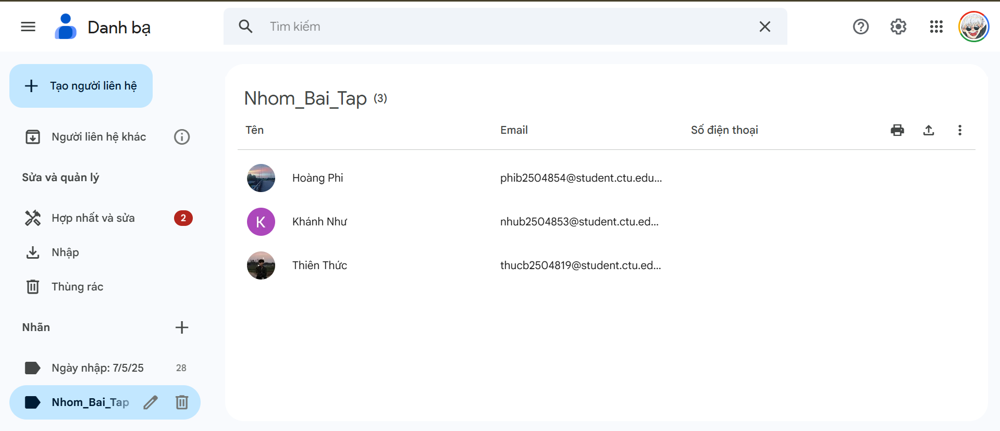 Danh bạ
Tìm kiếm
Tạo người liên hệ
Người liên hệ khác
Sửa và quản lý
Hợp nhất và sửa 2
Nhập
Thùng rác
Nhãn
Ngày nhập: 7/5/25 28
Nhom_Bai_Tap
Nhom_Bai_Tap (3)
Tên Email Số điện thoại
Hoàng Phi phib2504854@student.ctu.edu...
K Khánh Như nhub2504853@student.ctu.ed...
Thiên Thức thucb2504819@student.ctu.ed...